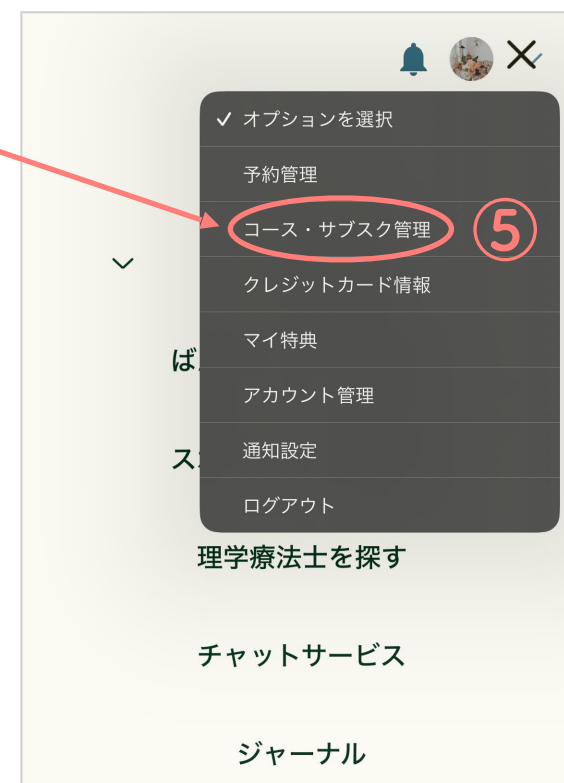 ✓ オプションを選択
予約管理
コース・サブスク管理
⑤
クレジットカード情報
マイ特典
ば
アカウント管理
通知設定
ス
ログアウト
理学療法士を探す
チャットサービス
ジャーナル